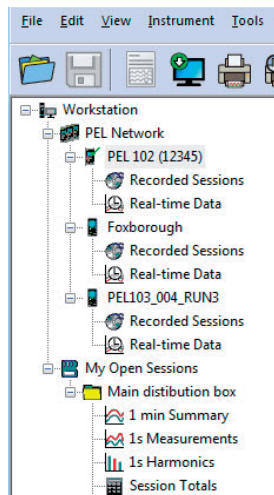 File Edit View Instrument Tools
Workstation
PEL Network
PEL 102 (12345)
Recorded Sessions
Real-time Data
Foxborough
Recorded Sessions
Real-time Data
PEL103_004_RUN3
Recorded Sessions
Real-time Data
My Open Sessions
Main distibution box
1 min Summary
1s Measurements
1s Harmonics
Session Totals